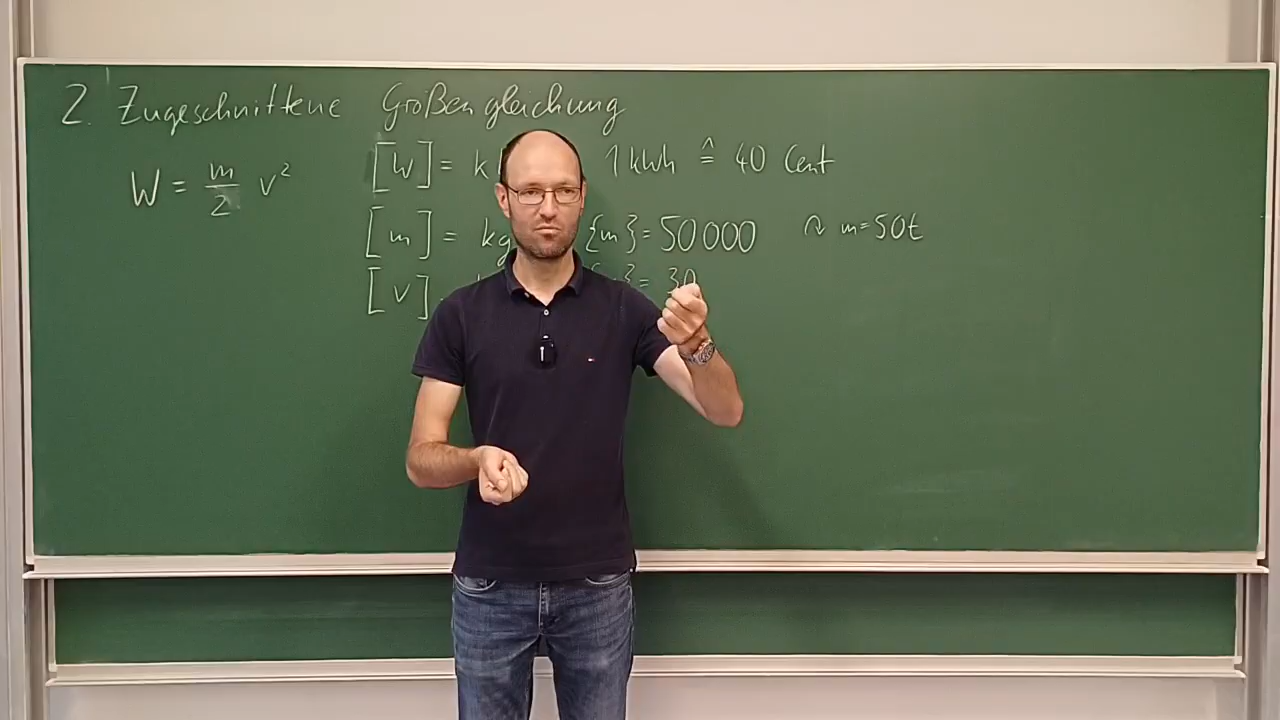 2. Zugeschnittene Größengleichung
W = m/2 v²
[W] = k 1 kWh ≙ 40 Cent
[m] = kg {m} = 50 000 ↷ m = 50t
[v] = 30